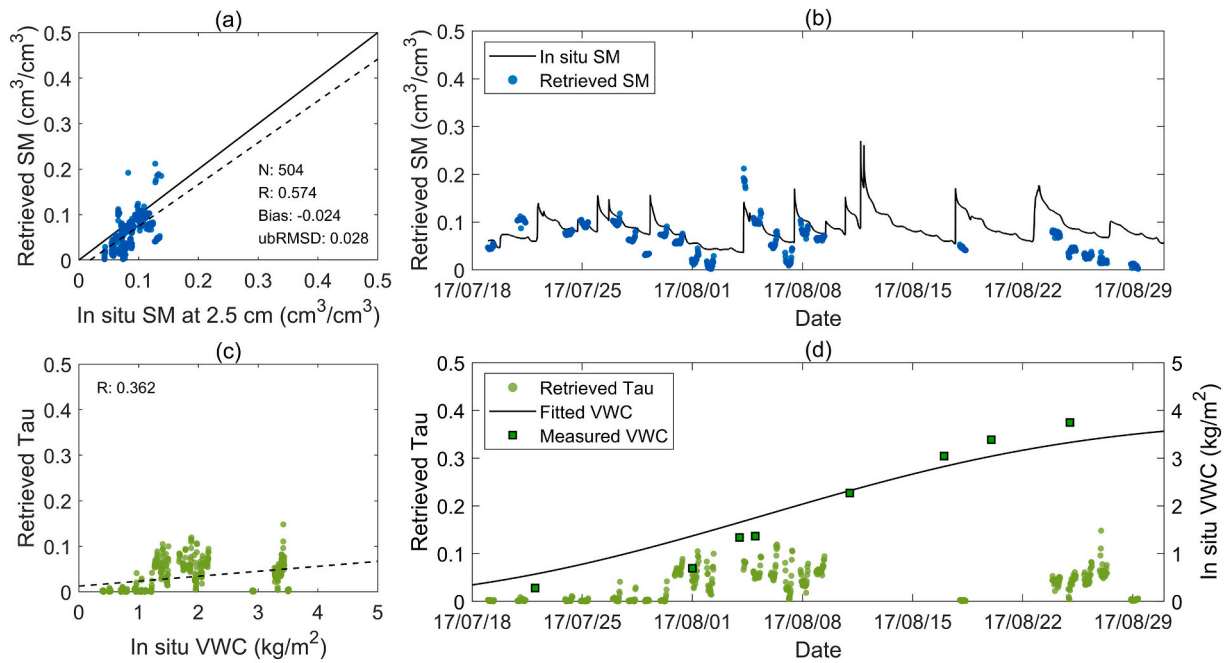 (a)
0.5
0.4
0.3
0.2
0.1
0
Retrieved SM (cm³/cm³)
N: 504
R: 0.574
Bias: -0.024
ubRMSD: 0.028
0 0.1 0.2 0.3 0.4 0.5
In situ SM at 2.5 cm (cm³/cm³)
(b)
0.5
0.4
0.3
0.2
0.1
0
Retrieved SM (cm³/cm³)
In situ SM
Retrieved SM
17/07/18 17/07/25 17/08/01 17/08/08 17/08/15 17/08/22 17/08/29
Date
(c)
0.5
0.4
0.3
0.2
0.1
0
Retrieved Tau
R: 0.362
0 1 2 3 4 5
In situ VWC (kg/m²)
(d)
0.5
0.4
0.3
0.2
0.1
0
Retrieved Tau
Retrieved Tau
Fitted VWC
Measured VWC
5
4
3
2
1
0
In situ VWC (kg/m²)
17/07/18 17/07/25 17/08/01 17/08/08 17/08/15 17/08/22 17/08/29
Date